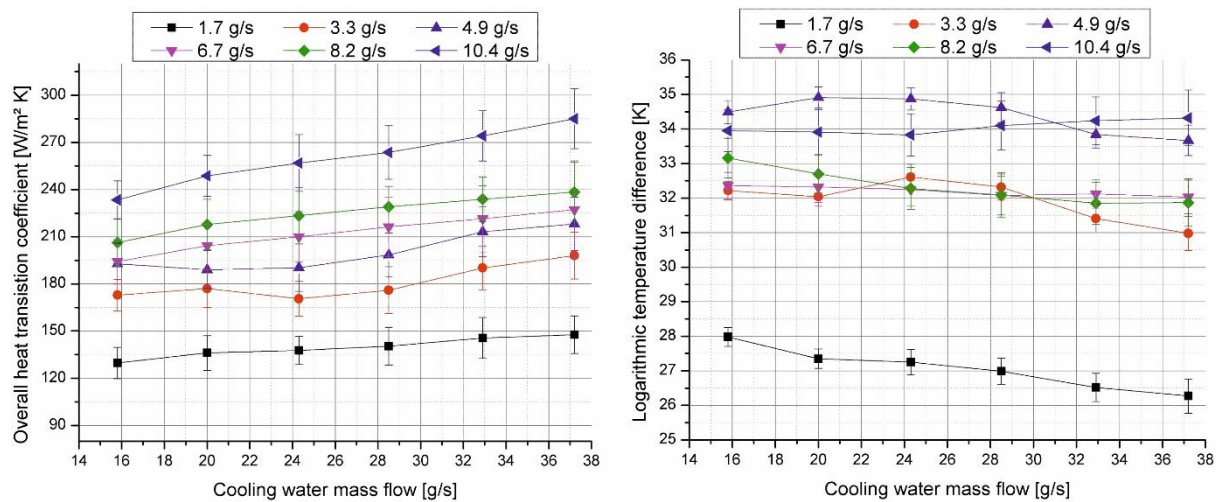 1.7 g/s 3.3 g/s 4.9 g/s
6.7 g/s 8.2 g/s 10.4 g/s
Overall heat transistion coefficient [W/m² K]
300
270
240
210
180
150
120
90
14 16 18 20 22 24 26 28 30 32 34 36 38
Cooling water mass flow [g/s]
1.7 g/s 3.3 g/s 4.9 g/s
6.7 g/s 8.2 g/s 10.4 g/s
Logarithmic temperature difference [K]
36
35
34
33
32
31
30
29
28
27
26
25
14 16 18 20 22 24 26 28 30 32 34 36 38
Cooling water mass flow [g/s]